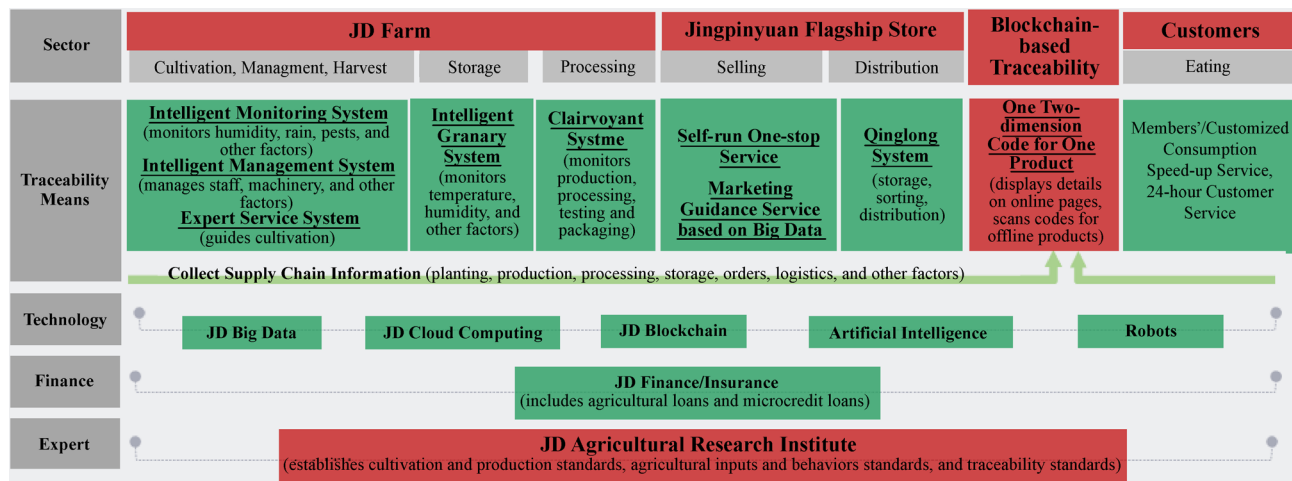 Sector
JD Farm
Jingpinyuan Flagship Store
Blockchain-
based
Traceability
Customers
Cultivation, Managment, Harvest
Storage
Processing
Selling
Distribution
Eating
Traceability
Means
Intelligent Monitoring System
(monitors humidity, rain, pests, and
other factors)
Intelligent Management System
(manages staff, machinery, and other
factors)
Expert Service System
(guides cultivation)
Intelligent
Granary
System
(monitors
temperature,
humidity, and
other factors)
Clairvoyant
Systme
(monitors
production,
processing,
testing and
packaging)
Self-run One-stop
Service
Marketing
Guidance Service
based on Big Data
Qinglong
System
(storage,
sorting,
distribution)
One Two-
dimension
Code for One
Product
(displays details
on online pages,
scans codes for
offline products)
Members'/Customized
Consumption
Speed-up Service,
24-hour Customer
Service
Collect Supply Chain Information (planting, production, processing, storage, orders, logistics, and other factors)
Technology
JD Big Data
JD Cloud Computing
JD Blockchain
Artificial Intelligence
Robots
Finance
JD Finance/Insurance
(includes agricultural loans and microcredit loans)
Expert
JD Agricultural Research Institute
(establishes cultivation and production standards, agricultural inputs and behaviors standards, and traceability standards)